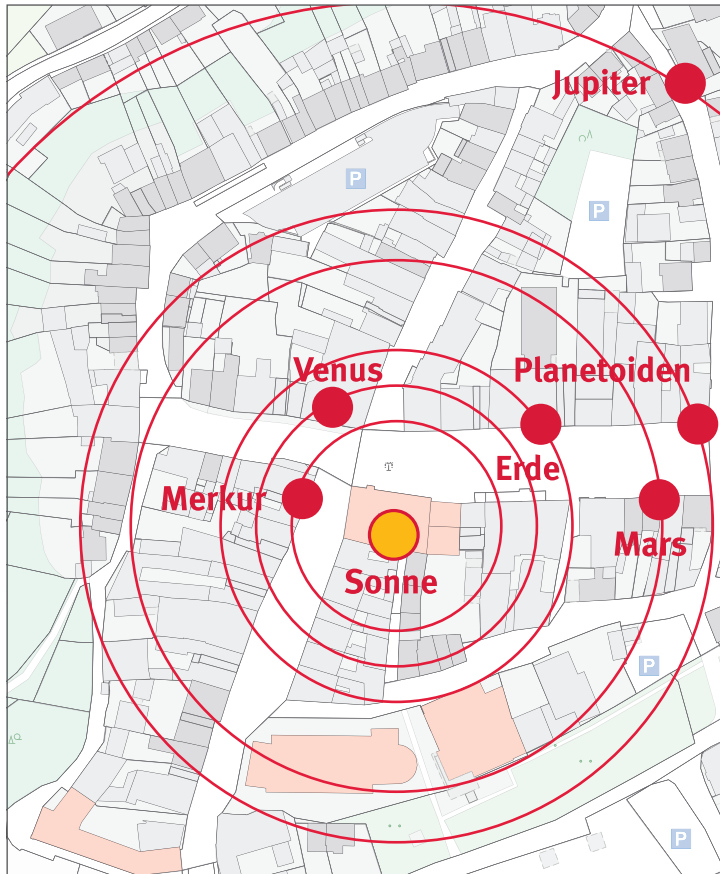 Jupiter
P
P
Venus
Planetoiden
Erde
Merkur
Mars
Sonne
P
P